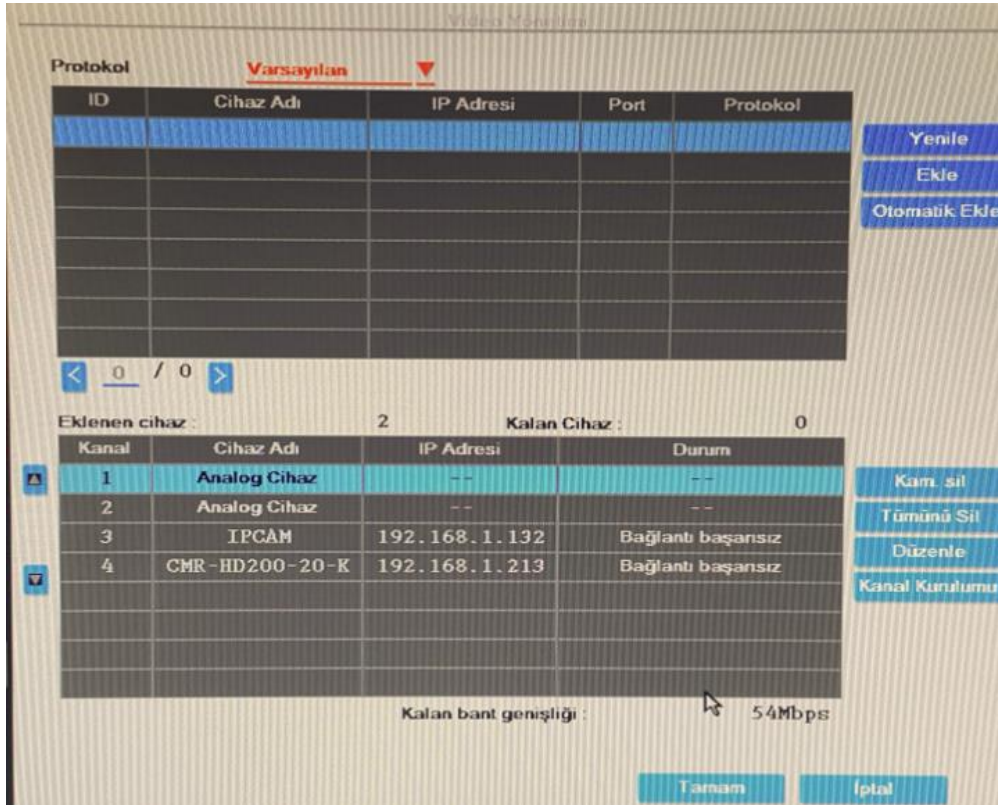 Video Yönetimi
Protokol Varsayılan
ID Cihaz Adı IP Adresi Port Protokol
Yenile
Ekle
Otomatik Ekle
< 0 / 0 >
Eklenen cihaz : 2 Kalan Cihaz : 0
Kanal Cihaz Adı IP Adresi Durum
1 Analog Cihaz -- --
Kam. sil
2 Analog Cihaz -- --
Tümünü Sil
3 IPCAM 192.168.1.132 Bağlantı başarısız
Düzenle
4 CMR-HD200-20-K 192.168.1.213 Bağlantı başarısız
Kanal Kurulumu
Kalan bant genişliği : 54Mbps
Tamam İptal